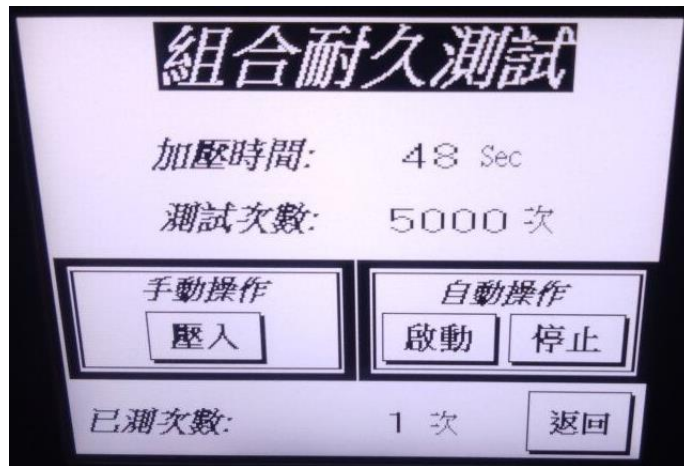 組合耐久測試
加壓時間: 48 Sec
測試次數: 5000 次
手動操作
壓入
自動操作
啟動 停止
已測次數: 1 次
返回